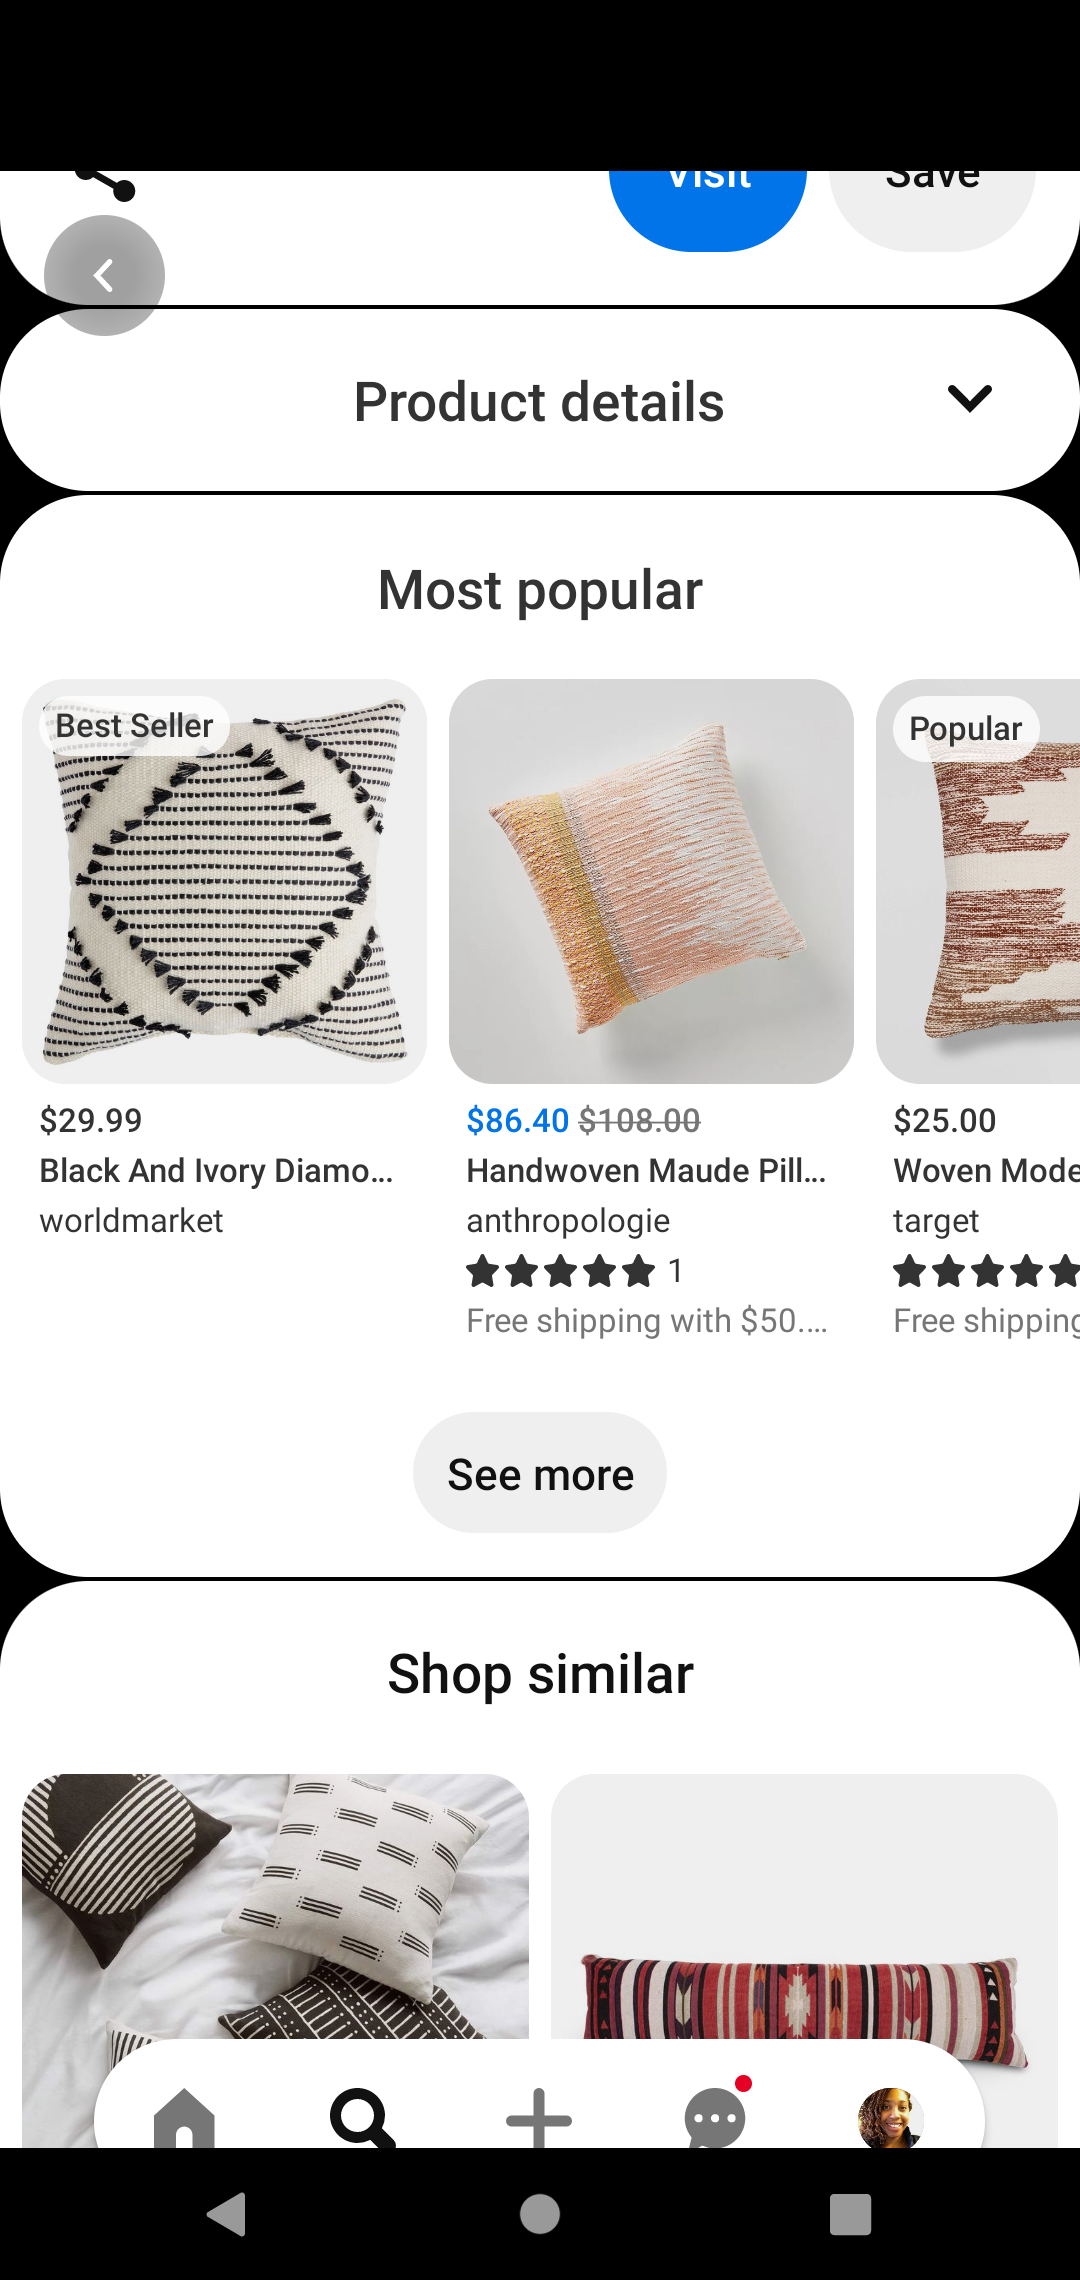 Visit
Save
Product details
Most popular
Best Seller
Popular
$29.99
Black And Ivory Diamo...
worldmarket
$86.40 $108.00
Handwoven Maude Pill...
anthropologie
1
Free shipping with $50....
$25.00
Woven Mode
target
Free shipping
See more
Shop similar